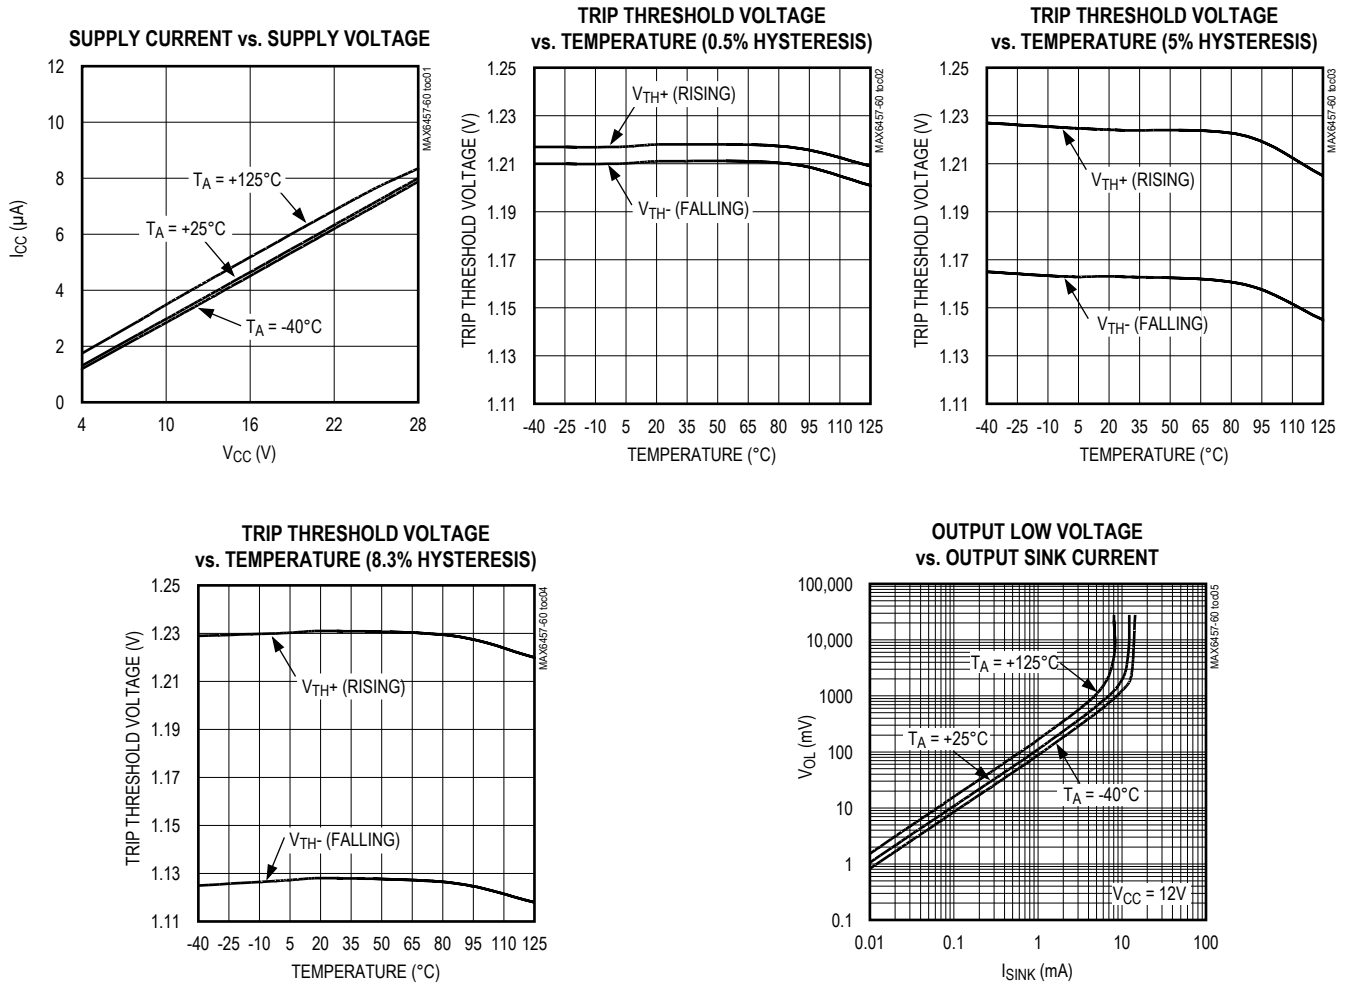 SUPPLY CURRENT vs. SUPPLY VOLTAGE
MAX6457-60 toc01
12
10
8
6
4
2
0
ICC (µA)
TA = +125°C
TA = +25°C
TA = -40°C
4 10 16 22 28
VCC (V)
TRIP THRESHOLD VOLTAGE
vs. TEMPERATURE (0.5% HYSTERESIS)
MAX6457-60 toc02
1.25
1.23
1.21
1.19
1.17
1.15
1.13
1.11
TRIP THRESHOLD VOLTAGE (V)
VTH+ (RISING)
VTH- (FALLING)
-40 -25 -10 5 20 35 50 65 80 95 110 125
TEMPERATURE (°C)
TRIP THRESHOLD VOLTAGE
vs. TEMPERATURE (5% HYSTERESIS)
MAX6457-60 toc03
1.25
1.23
1.21
1.19
1.17
1.15
1.13
1.11
TRIP THRESHOLD VOLTAGE (V)
VTH+ (RISING)
VTH- (FALLING)
-40 -25 -10 5 20 35 50 65 80 95 110 125
TEMPERATURE (°C)
TRIP THRESHOLD VOLTAGE
vs. TEMPERATURE (8.3% HYSTERESIS)
MAX6457-60 toc04
1.25
1.23
1.21
1.19
1.17
1.15
1.13
1.11
TRIP THRESHOLD VOLTAGE (V)
VTH+ (RISING)
VTH- (FALLING)
-40 -25 -10 5 20 35 50 65 80 95 110 125
TEMPERATURE (°C)
OUTPUT LOW VOLTAGE
vs. OUTPUT SINK CURRENT
MAX6457-60 toc05
100,000
10,000
1000
100
10
1
0.1
VOL (mV)
TA = +125°C
TA = +25°C
TA = -40°C
VCC = 12V
0.01 0.1 1 10 100
ISINK (mA)